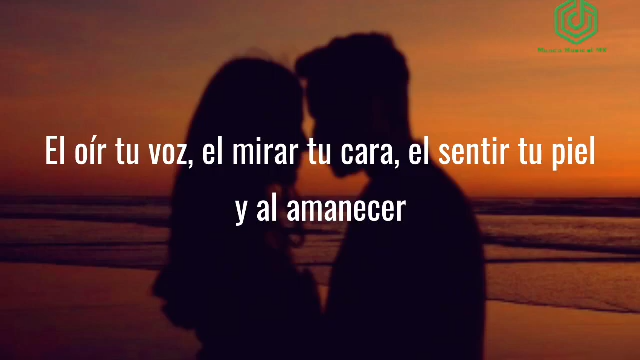 El oír tu voz, el mirar tu cara, el sentir tu piel
y al amanecer